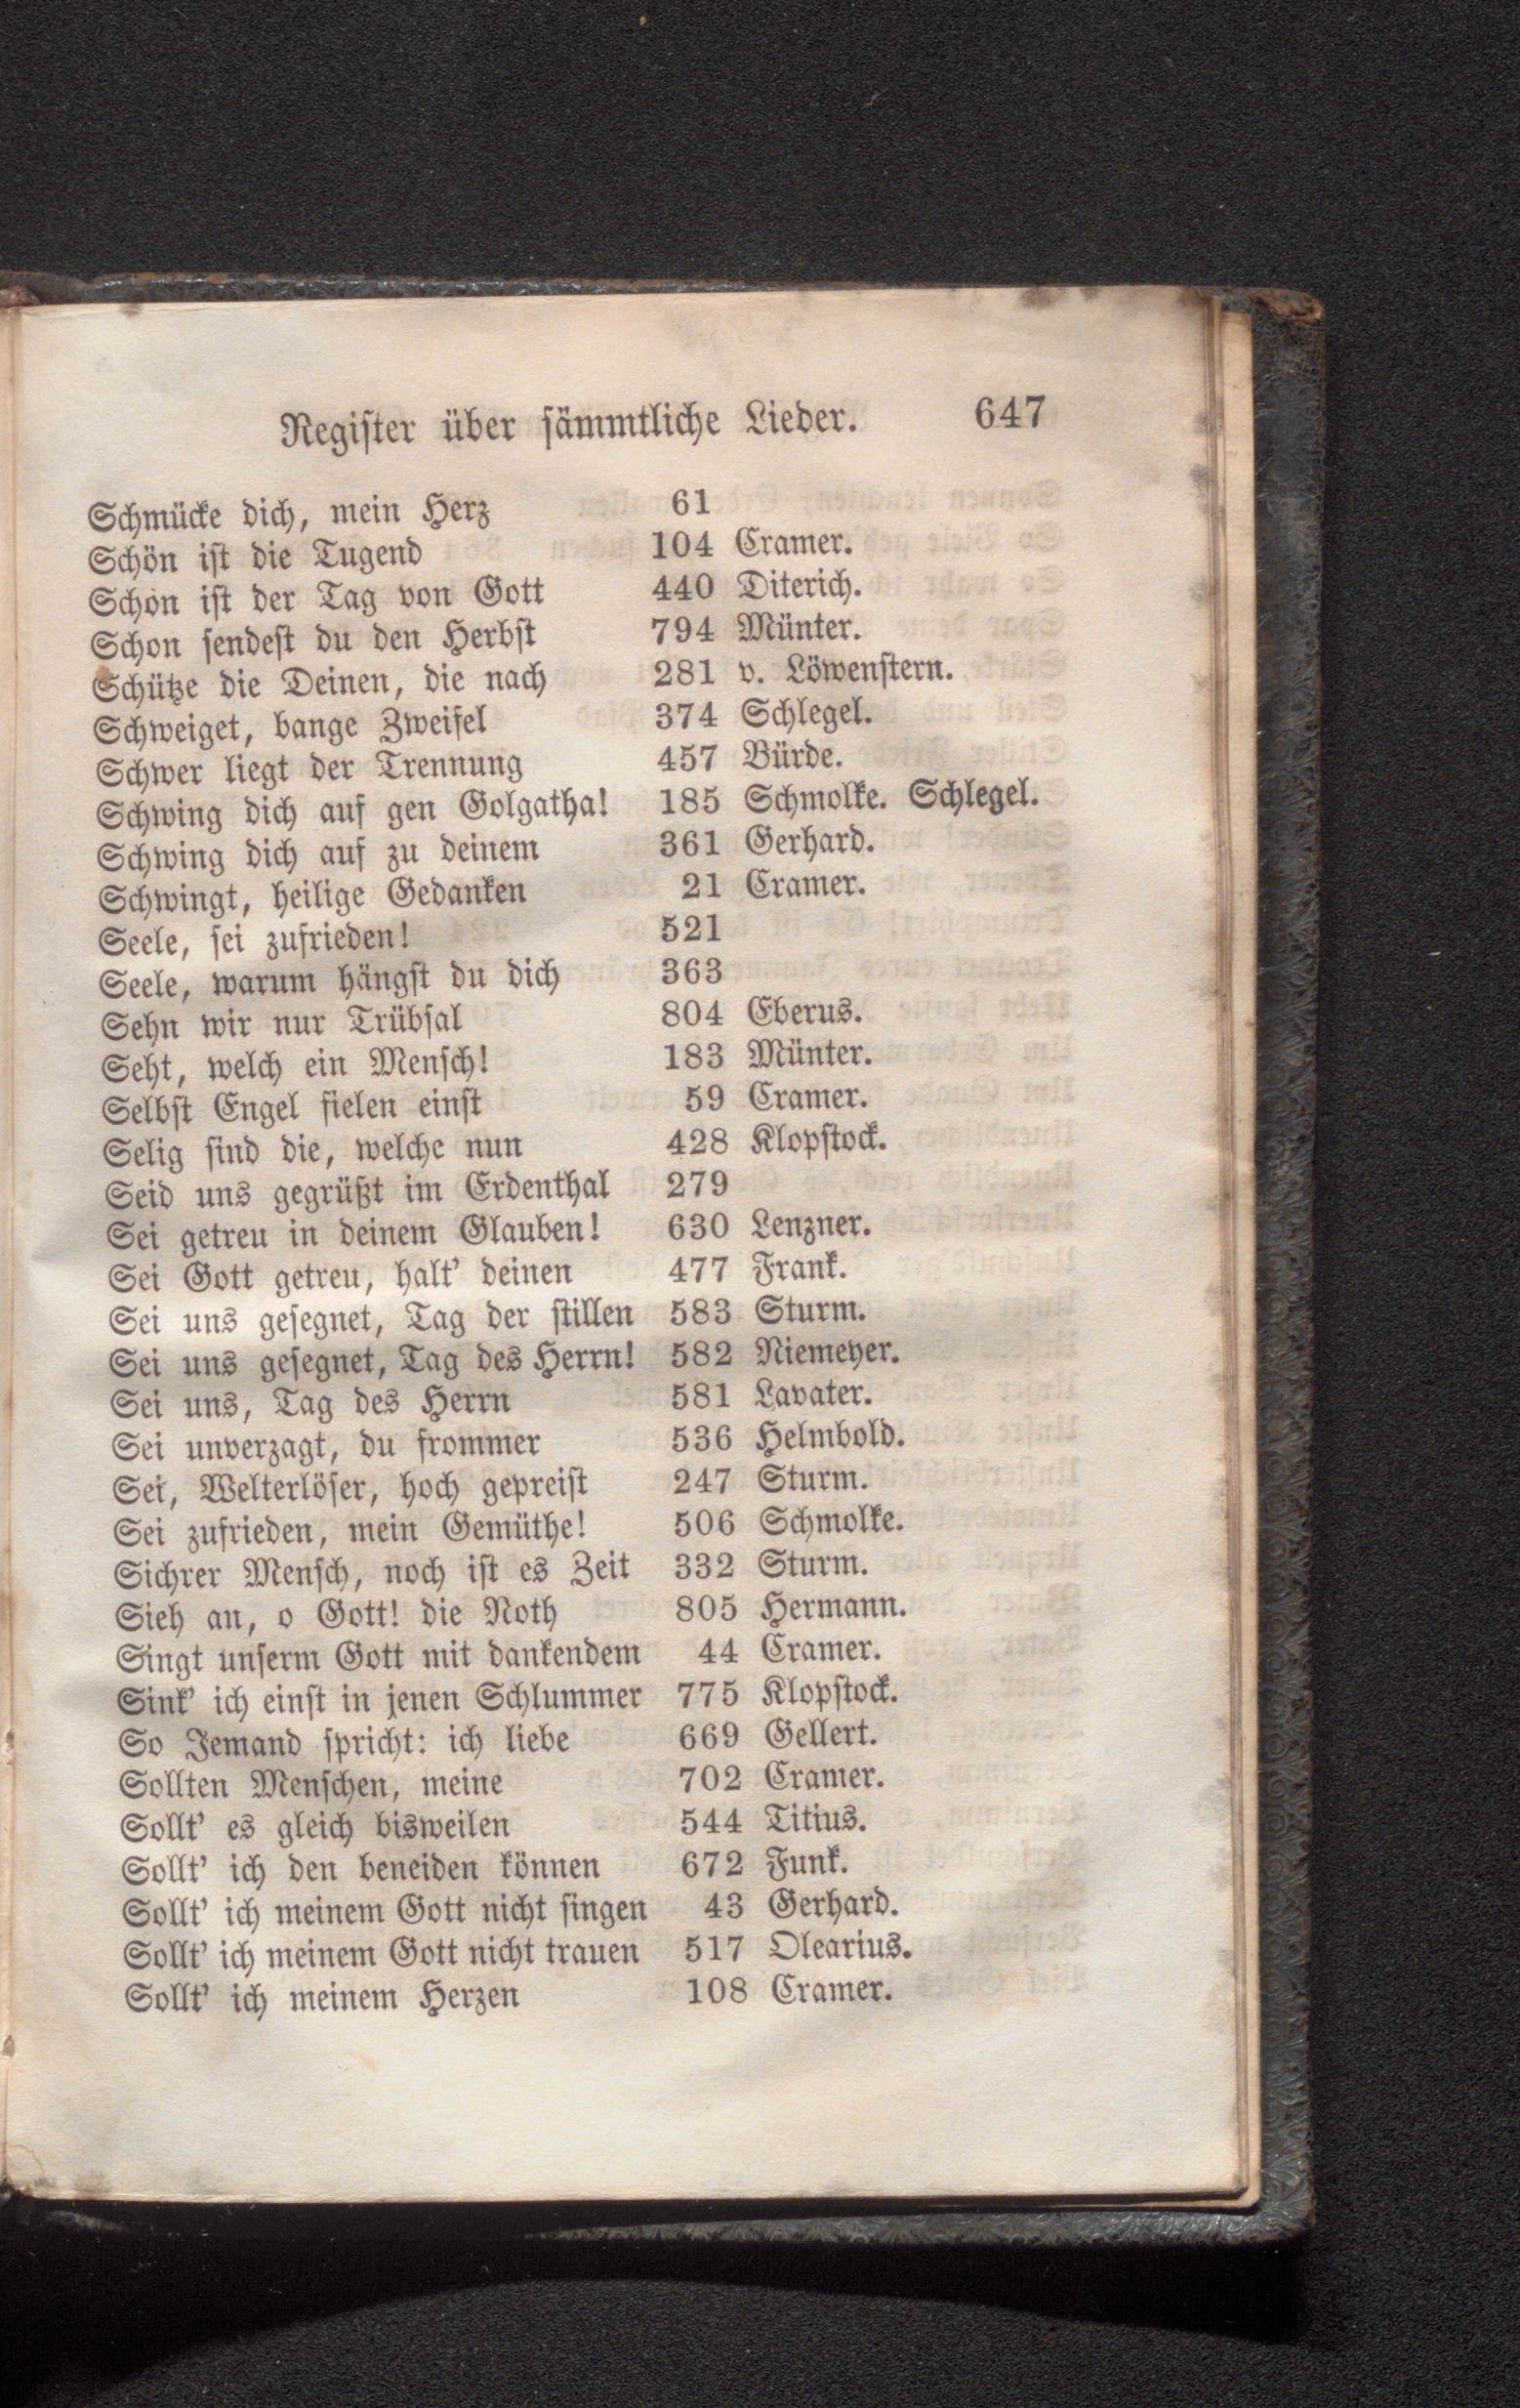 Register über sämmtliche Lieder. 647
Schmücke dich, mein Herz 61
Schön ist die Tugend 104 Cramer.
Schon ist der Tag von Gott 440 Diterich.
Schon sendest du den Herbst 794 Münter.
Schütze die Deinen, die nach 281 v. Löwenstern.
Schweiget, bange Zweifel 374 Schlegel.
Schwer liegt der Trennung 457 Bürde.
Schwing dich auf gen Golgatha! 185 Schmolke. Schlegel.
Schwing dich auf zu deinem 361 Gerhard.
Schwingt, heilige Gedanken 21 Cramer.
Seele, sei zufrieden! 521
Seele, warum hängst du dich 363
Sehn wir nur Trübsal 804 Eberus.
Seht, welch ein Mensch! 183 Münter.
Selbst Engel fielen einst 59 Cramer.
Selig sind die, welche nun 428 Klopstock.
Seid uns gegrüßt im Erdenthal 279
Sei getreu in deinem Glauben! 630 Lenzner.
Sei Gott getreu, halt' deinen 477 Frank.
Sei uns gesegnet, Tag der stillen 583 Sturm.
Sei uns gesegnet, Tag des Herrn! 582 Niemeyer.
Sei uns, Tag des Herrn 581 Lavater.
Sei unverzagt, du frommer 536 Helmbold.
Sei, Welterlöser, hoch gepreist 247 Sturm.
Sei zufrieden, mein Gemüthe! 506 Schmolke.
Sichrer Mensch, noch ist es Zeit 332 Sturm.
Sieh an, o Gott! die Noth 805 Hermann.
Singt unserm Gott mit dankendem 44 Cramer.
Sink' ich einst in jenen Schlummer 775 Klopstock.
So Jemand spricht: ich liebe 669 Gellert.
Sollten Menschen, meine 702 Cramer.
Sollt' es gleich bisweilen 544 Titius.
Sollt' ich den beneiden können 672 Funk.
Sollt' ich meinem Gott nicht singen 43 Gerhard.
Sollt' ich meinem Gott nicht trauen 517 Olearius.
Sollt' ich meinem Herzen 108 Cramer.